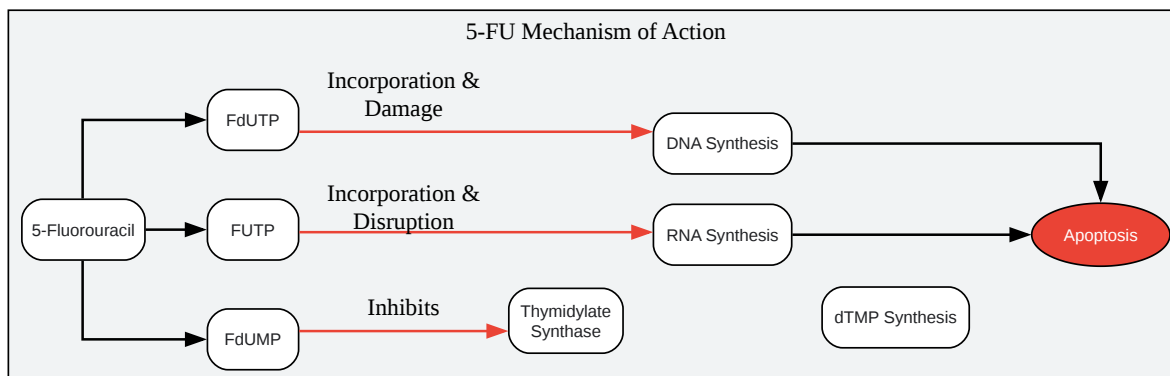 5-FU Mechanism of Action
Incorporation &
Damage
FdUTP
DNA Synthesis
Incorporation &
Disruption
5-Fluorouracil
FUTP
RNA Synthesis
Apoptosis
Inhibits
FdUMP
Thymidylate
Synthase
dTMP Synthesis